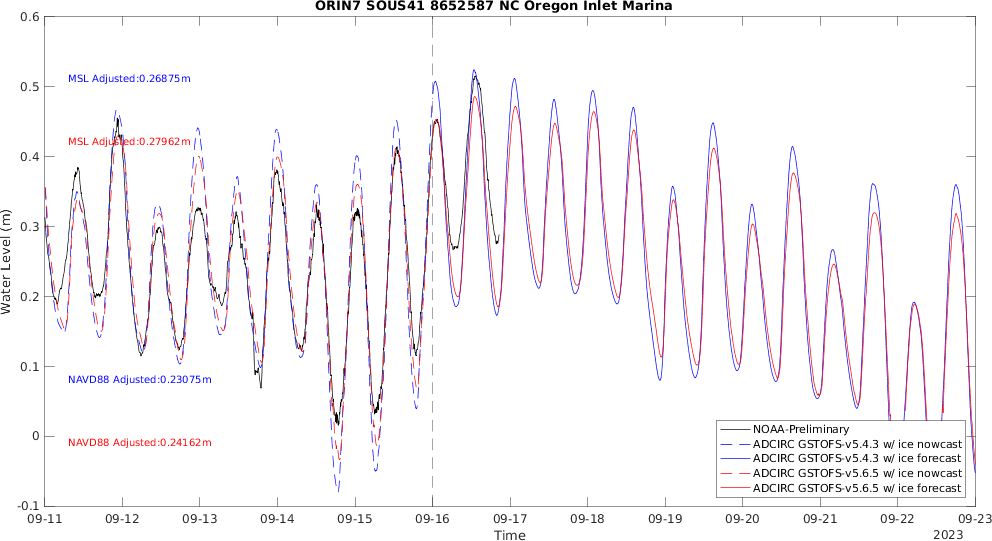 ORIN7 SOUS41 8652587 NC Oregon Inlet Marina
0.6
0.5
0.4
0.3
0.2
0.1
0
-0.1
Water Level (m)
MSL Adjusted:0.26875m
MSL Adjusted:0.27962m
NAVD88 Adjusted:0.23075m
NAVD88 Adjusted:0.24162m
NOAA-Preliminary
ADCIRC GSTOFS-v5.4.3 w/ ice nowcast
ADCIRC GSTOFS-v5.4.3 w/ ice forecast
ADCIRC GSTOFS-v5.6.5 w/ ice nowcast
ADCIRC GSTOFS-v5.6.5 w/ ice forecast
09-11 09-12 09-13 09-14 09-15 09-16 09-17 09-18 09-19 09-20 09-21 09-22 09-23
Time
2023